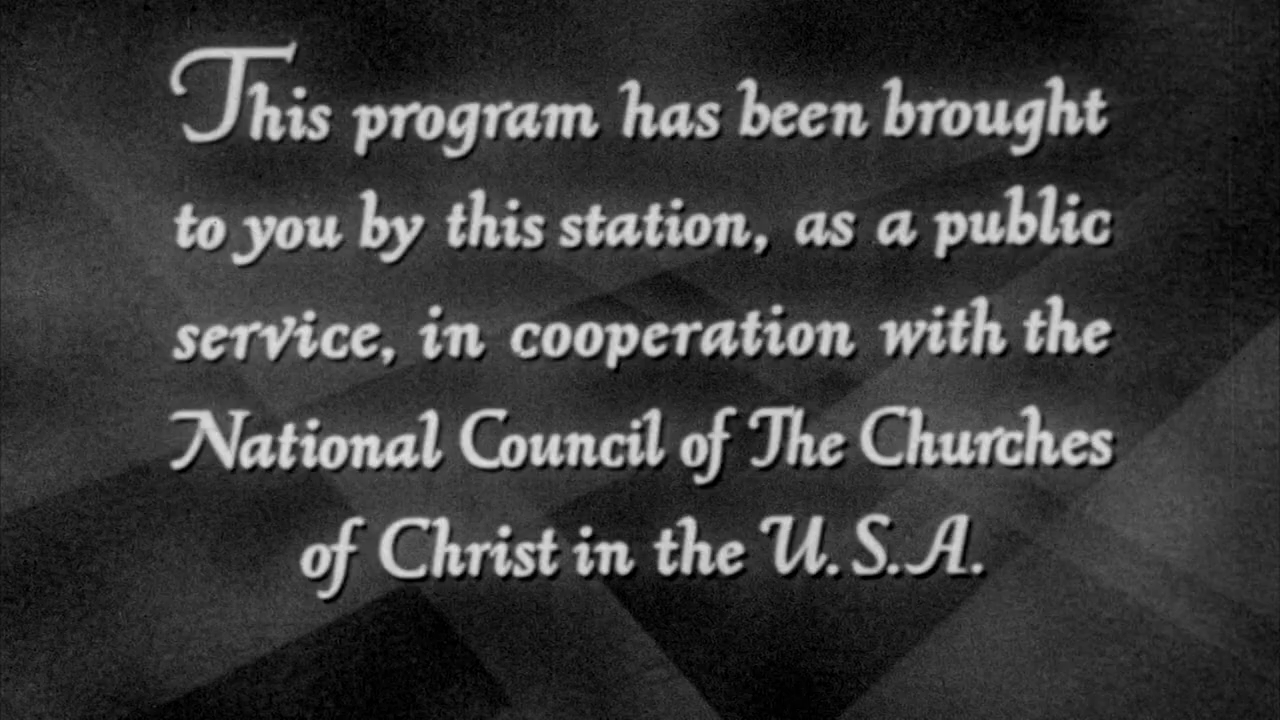 This program has been brought
to you by this station, as a public
service, in cooperation with the
National Council of The Churches
of Christ in the U.S.A.